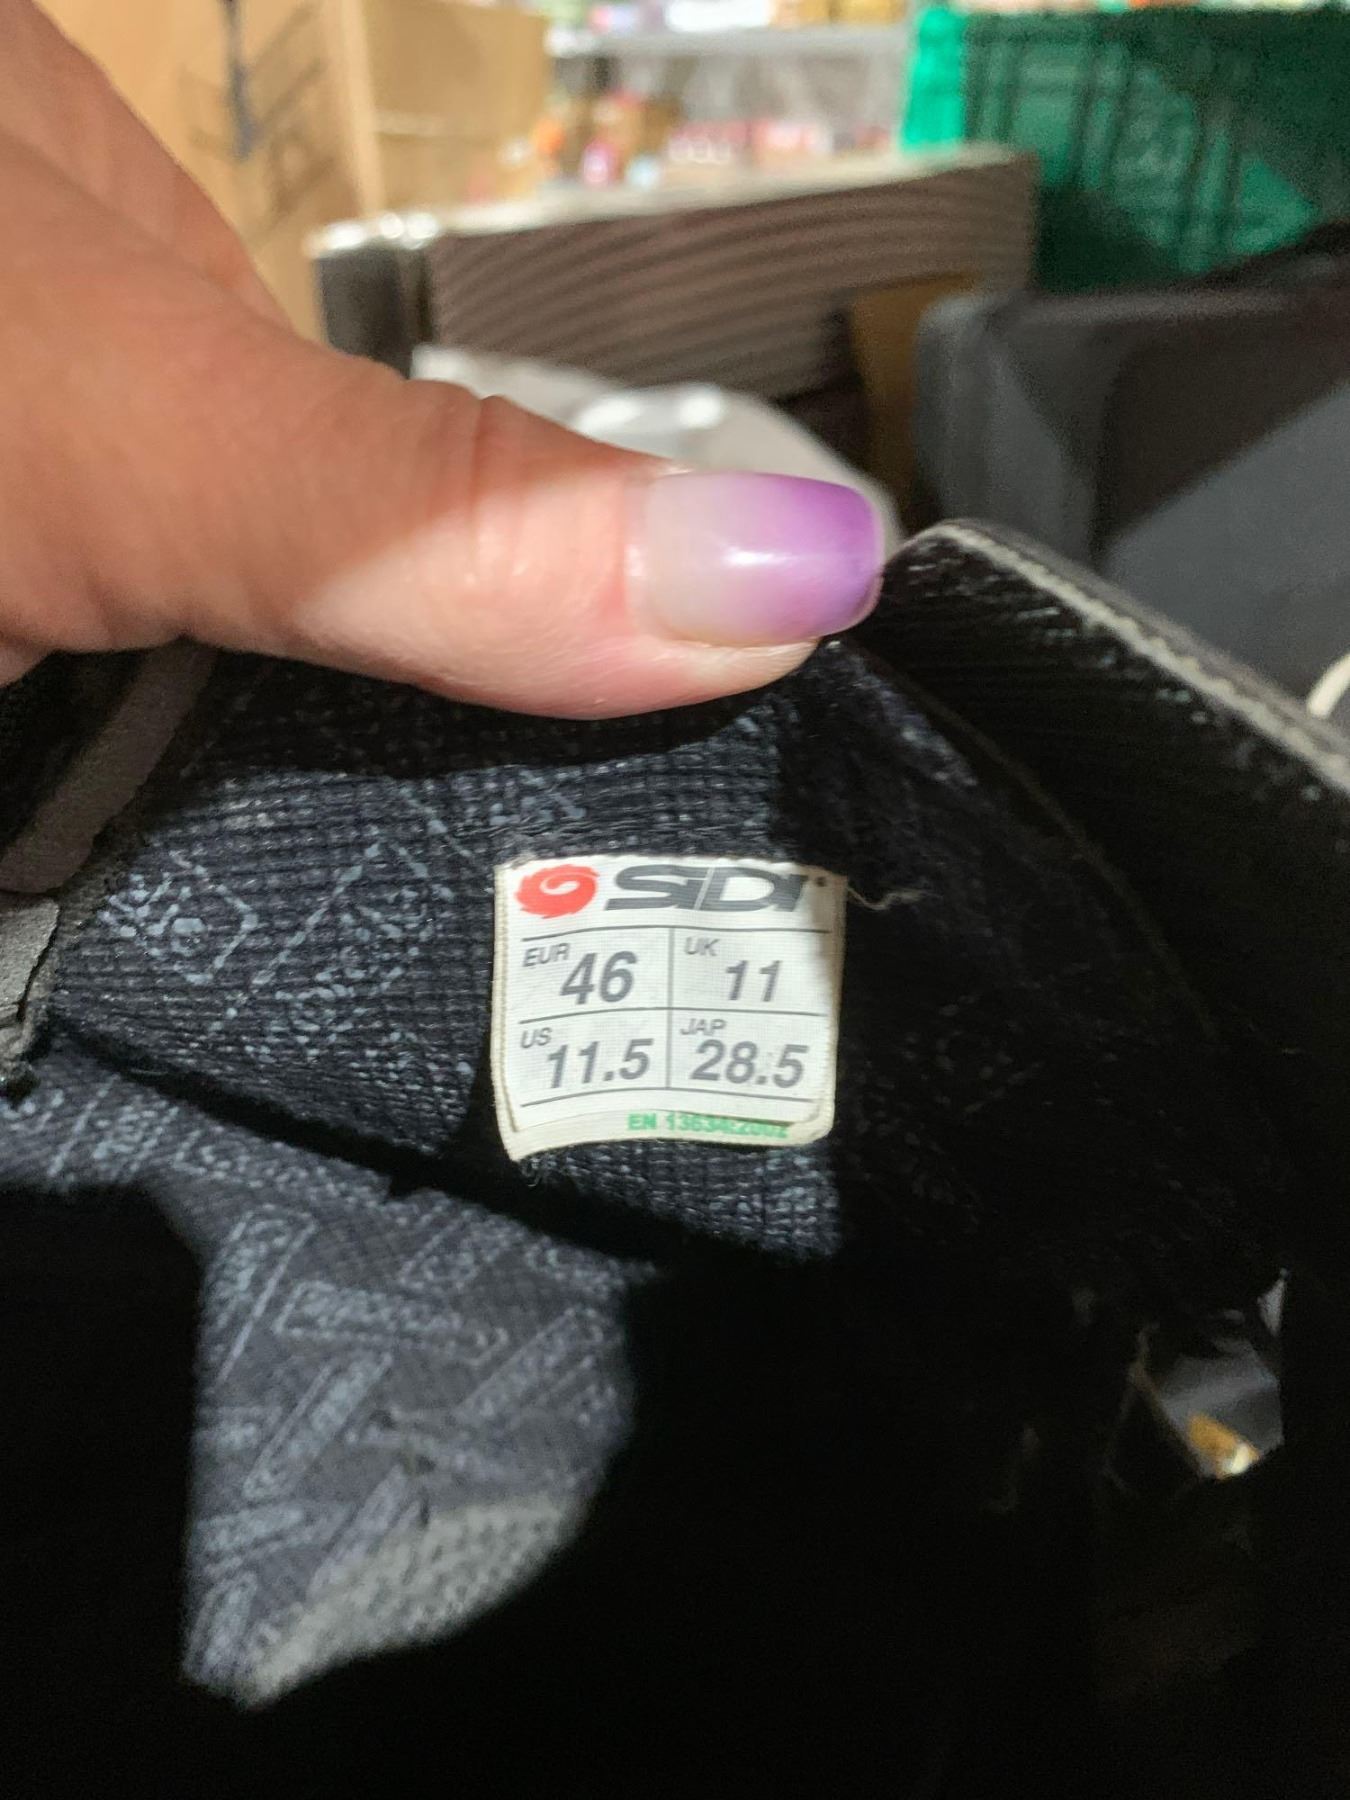 SiDI
EUR 46 UK 11
US 11.5 JAP 28.5
EN 13634:2002